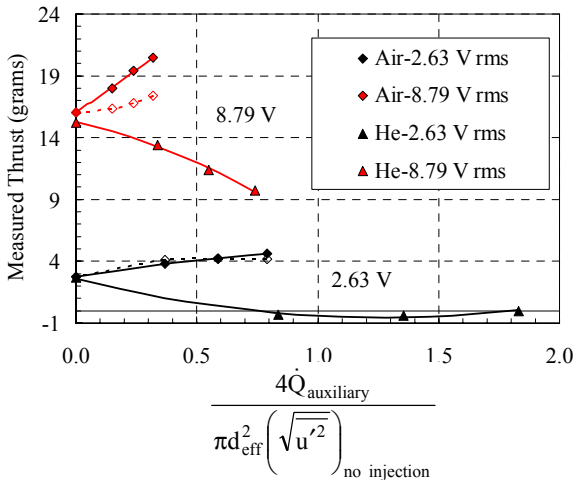 24
19
14
9
4
-1
Measured Thrust (grams)
Air-2.63 V rms
Air-8.79 V rms
He-2.63 V rms
He-8.79 V rms
8.79 V
2.63 V
0.0 0.5 1.0 1.5 2.0
4Q̇auxiliary
πd²eff(√u′²̅)no injection